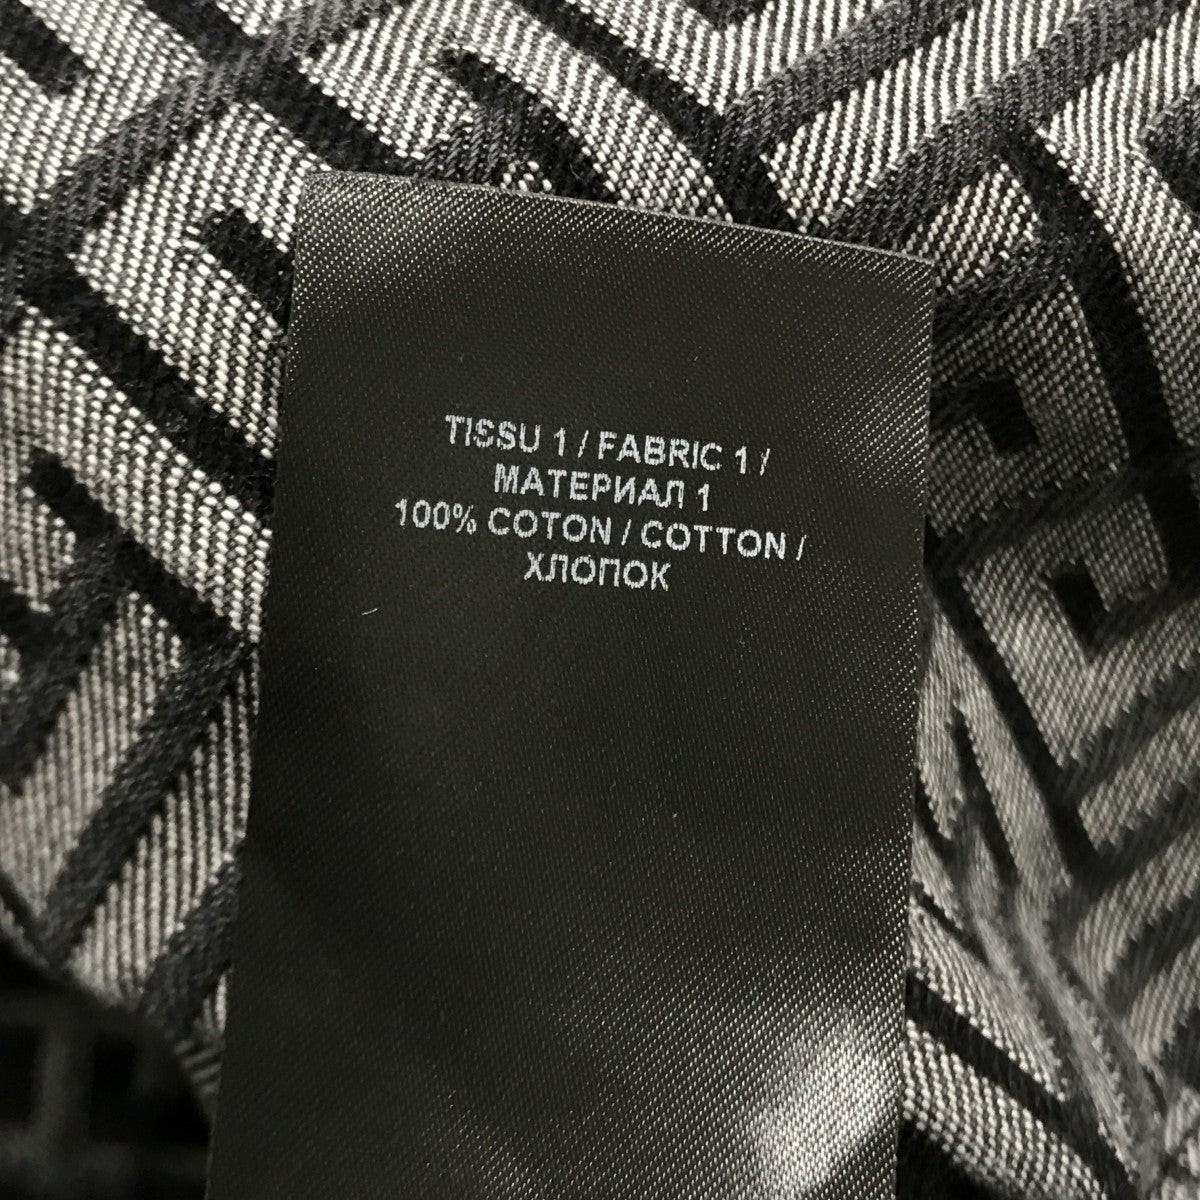 TISSU 1 / FABRIC 1 /
МАТЕРИАЛ 1
100% COTON / COTTON /
ХЛОПОК